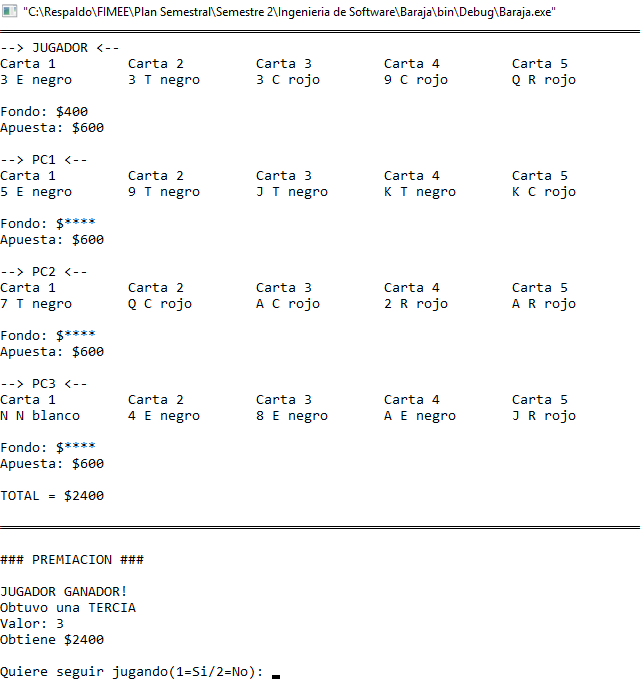 "C:\Respaldo\FIMEE\Plan Semestral\Semestre 2\Ingenieria de Software\Baraja\bin\Debug\Baraja.exe"
--> JUGADOR <--
Carta 1 Carta 2 Carta 3 Carta 4 Carta 5
3 E negro 3 T negro 3 C rojo 9 C rojo Q R rojo
Fondo: $400
Apuesta: $600
--> PC1 <--
Carta 1 Carta 2 Carta 3 Carta 4 Carta 5
5 E negro 9 T negro J T negro K T negro K C rojo
Fondo: $****
Apuesta: $600
--> PC2 <--
Carta 1 Carta 2 Carta 3 Carta 4 Carta 5
7 T negro Q C rojo A C rojo 2 R rojo A R rojo
Fondo: $****
Apuesta: $600
--> PC3 <--
Carta 1 Carta 2 Carta 3 Carta 4 Carta 5
N N blanco 4 E negro 8 E negro A E negro J R rojo
Fondo: $****
Apuesta: $600
TOTAL = $2400
### PREMIACION ###
JUGADOR GANADOR!
Obtuvo una TERCIA
Valor: 3
Obtiene $2400
Quiere seguir jugando(1=Si/2=No):